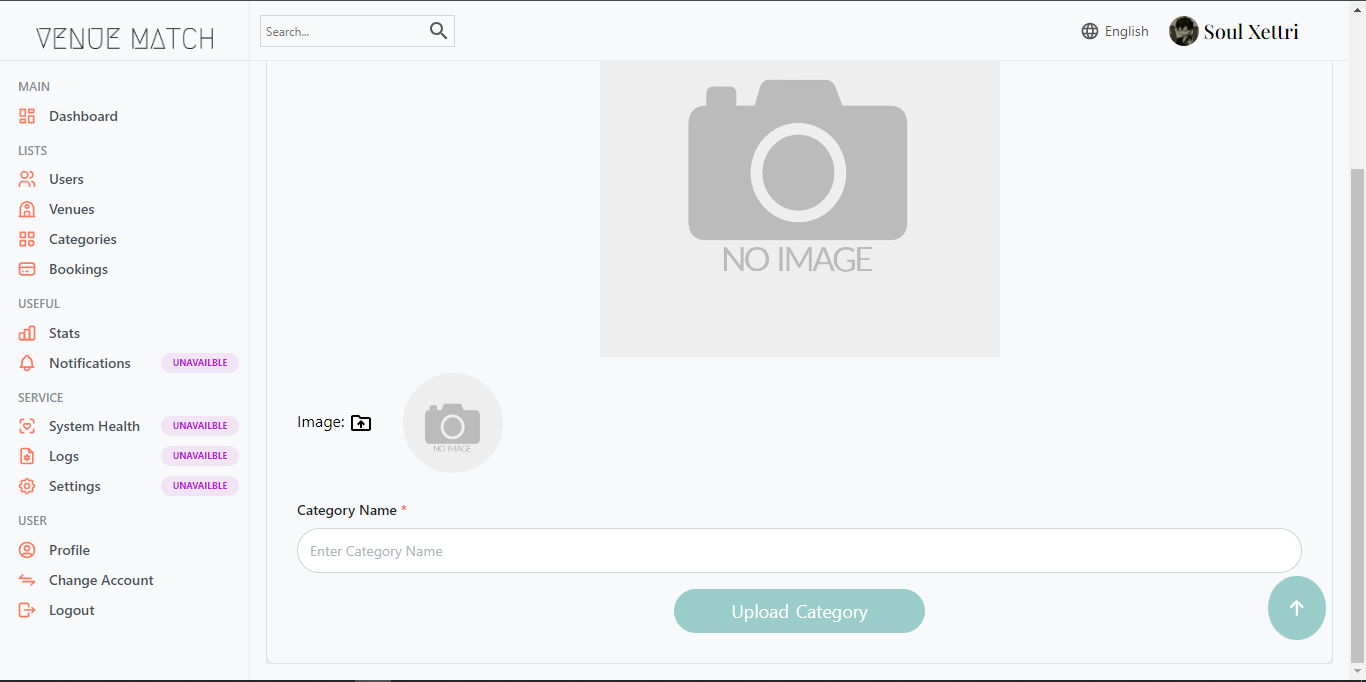 VENUE MATCH
Search...
English
Soul Xettri
MAIN
Dashboard
LISTS
Users
Venues
Categories
Bookings
USEFUL
Stats
Notifications UNAVAILBLE
SERVICE
System Health UNAVAILBLE
Logs UNAVAILBLE
Settings UNAVAILBLE
USER
Profile
Change Account
Logout
NO IMAGE
Image:
NO IMAGE
Category Name *
Enter Category Name
Upload Category